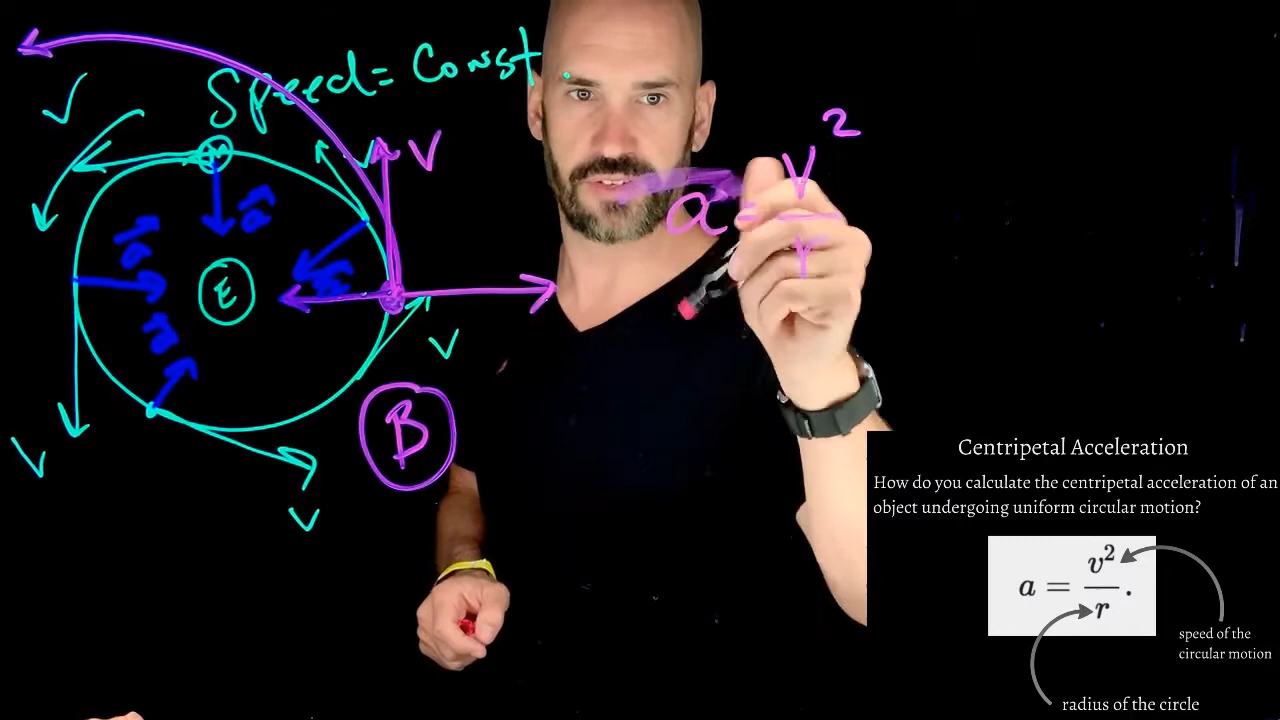 Speed = Const.
V
V
V
a
a
a
a
E
V
V
V
B
a = V²/r
Centripetal Acceleration
How do you calculate the centripetal acceleration of an
object undergoing uniform circular motion?
a = v²/r.
speed of the
circular motion
radius of the circle